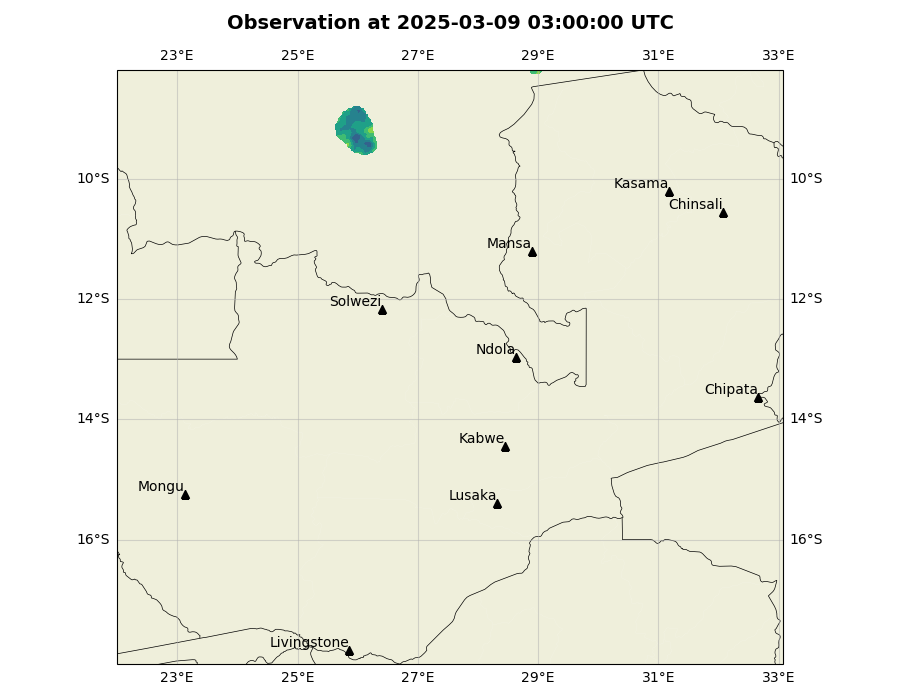 Observation at 2025-03-09 03:00:00 UTC
23°E 25°E 27°E 29°E 31°E 33°E
10°S 10°S
Kasama
Chinsali
Mansa
12°S 12°S
Solwezi
Ndola
Chipata
14°S 14°S
Kabwe
Mongu
Lusaka
16°S 16°S
Livingstone
23°E 25°E 27°E 29°E 31°E 33°E